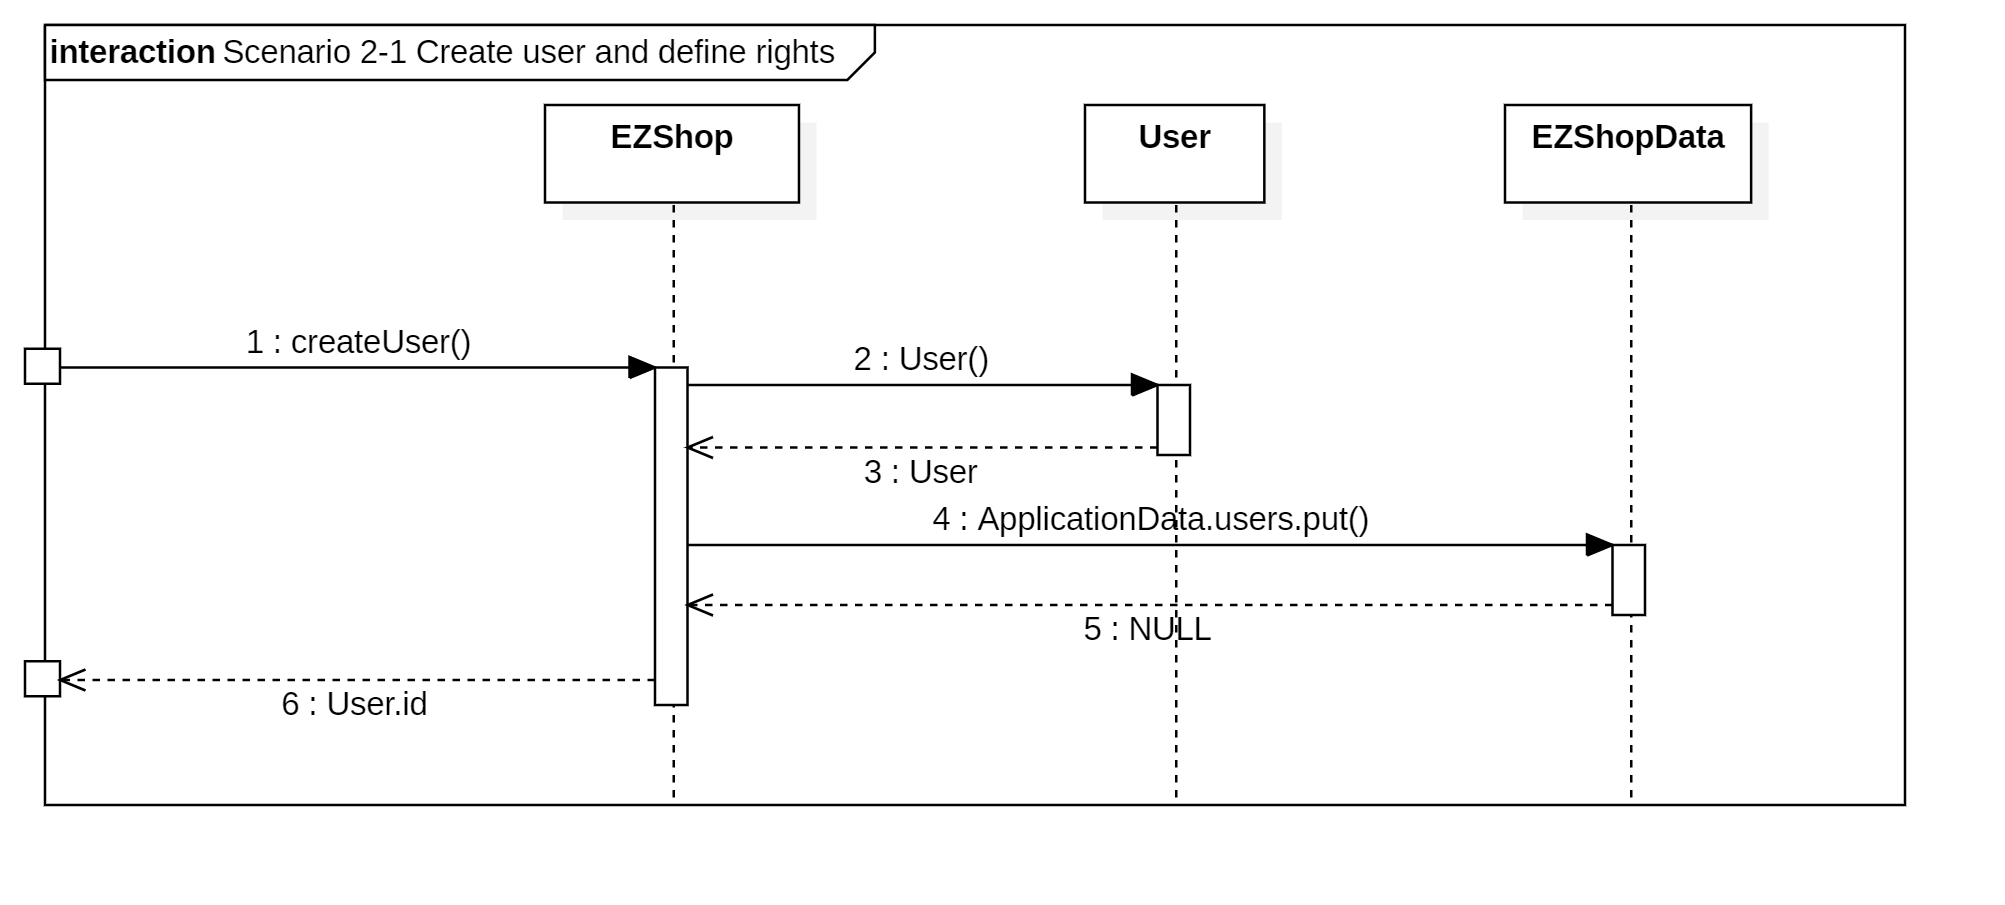 interaction Scenario 2-1 Create user and define rights
EZShop
User
EZShopData
1 : createUser()
2 : User()
3 : User
4 : ApplicationData.users.put()
5 : NULL
6 : User.id